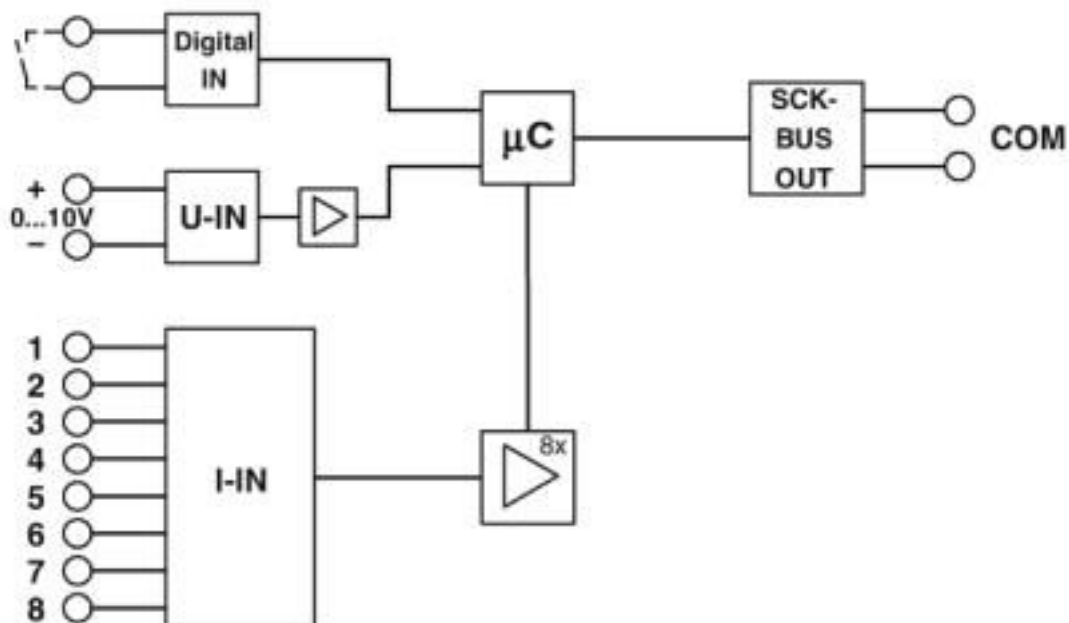 Digital
IN
+
0...10V
−
U-IN
μC
SCK-
BUS
OUT
COM
1
2
3
4
5
6
7
8
I-IN
8x